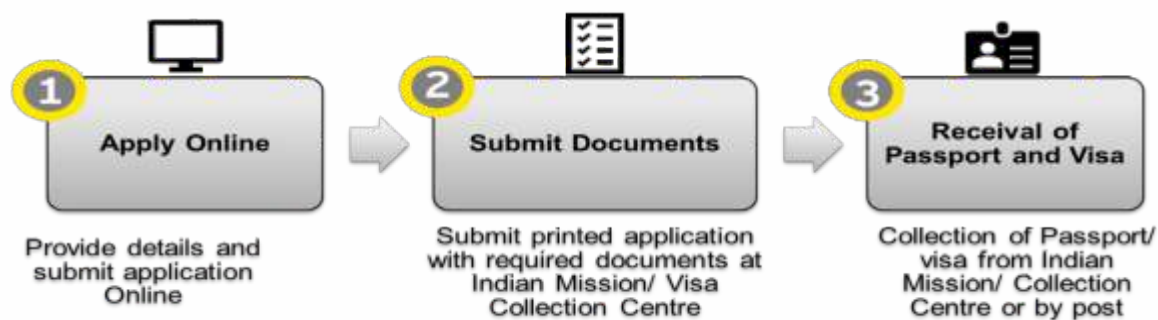 1
Apply Online
Provide details and
submit application
Online
2
Submit Documents
Submit printed application
with required documents at
Indian Mission/ Visa
Collection Centre
3
Receival of
Passport and Visa
Collection of Passport/
visa from Indian
Mission/ Collection
Centre or by post